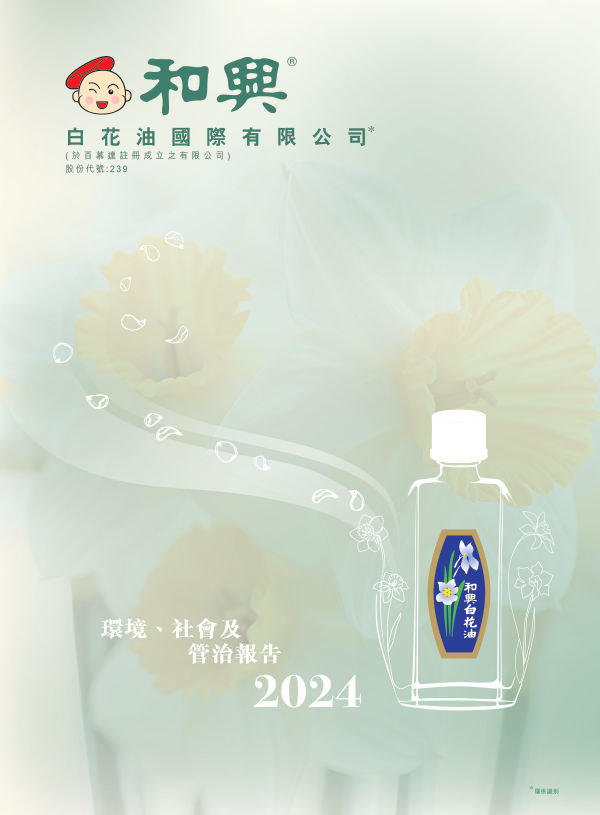 和興®
白花油國際有限公司*
(於百慕達註冊成立之有限公司)
股份代號:239
和興白花油
環境、社會及
管治報告
2024
*僅供識別